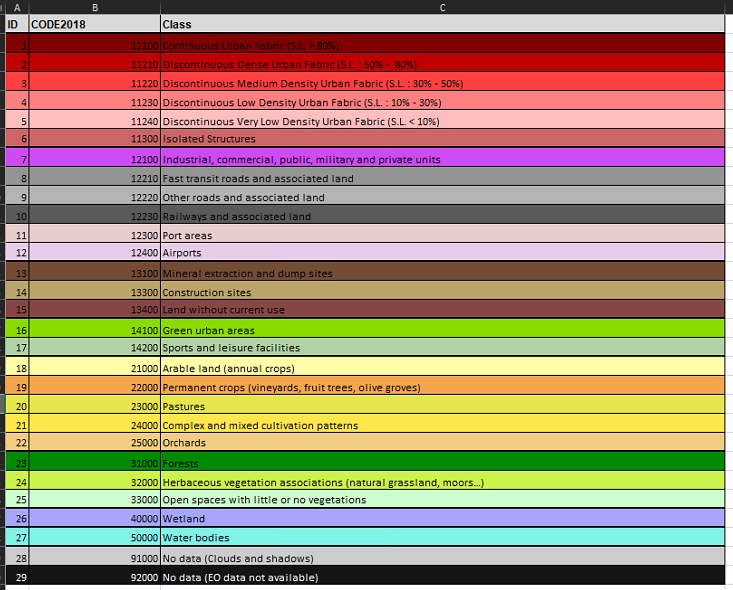 A B C
ID CODE2018 Class
1 11100 Continuous Urban Fabric (S.L. > 80%)
2 11210 Discontinuous Dense Urban Fabric (S.L. : 50% - 80%)
3 11220 Discontinuous Medium Density Urban Fabric (S.L. : 30% - 50%)
4 11230 Discontinuous Low Density Urban Fabric (S.L. : 10% - 30%)
5 11240 Discontinuous Very Low Density Urban Fabric (S.L. < 10%)
6 11300 Isolated Structures
7 12100 Industrial, commercial, public, military and private units
8 12210 Fast transit roads and associated land
9 12220 Other roads and associated land
10 12230 Railways and associated land
11 12300 Port areas
12 12400 Airports
13 13100 Mineral extraction and dump sites
14 13300 Construction sites
15 13400 Land without current use
16 14100 Green urban areas
17 14200 Sports and leisure facilities
18 21000 Arable land (annual crops)
19 22000 Permanent crops (vineyards, fruit trees, olive groves)
20 23000 Pastures
21 24000 Complex and mixed cultivation patterns
22 25000 Orchards
23 31000 Forests
24 32000 Herbaceous vegetation associations (natural grassland, moors...)
25 33000 Open spaces with little or no vegetations
26 40000 Wetland
27 50000 Water bodies
28 91000 No data (Clouds and shadows)
29 92000 No data (EO data not available)